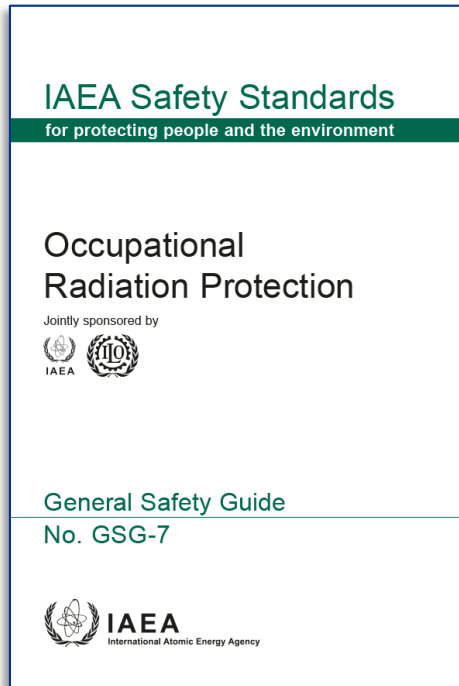 IAEA Safety Standards
for protecting people and the environment
Occupational
Radiation Protection
Jointly sponsored by
IAEA
ILO
General Safety Guide
No. GSG-7
IAEA
International Atomic Energy Agency